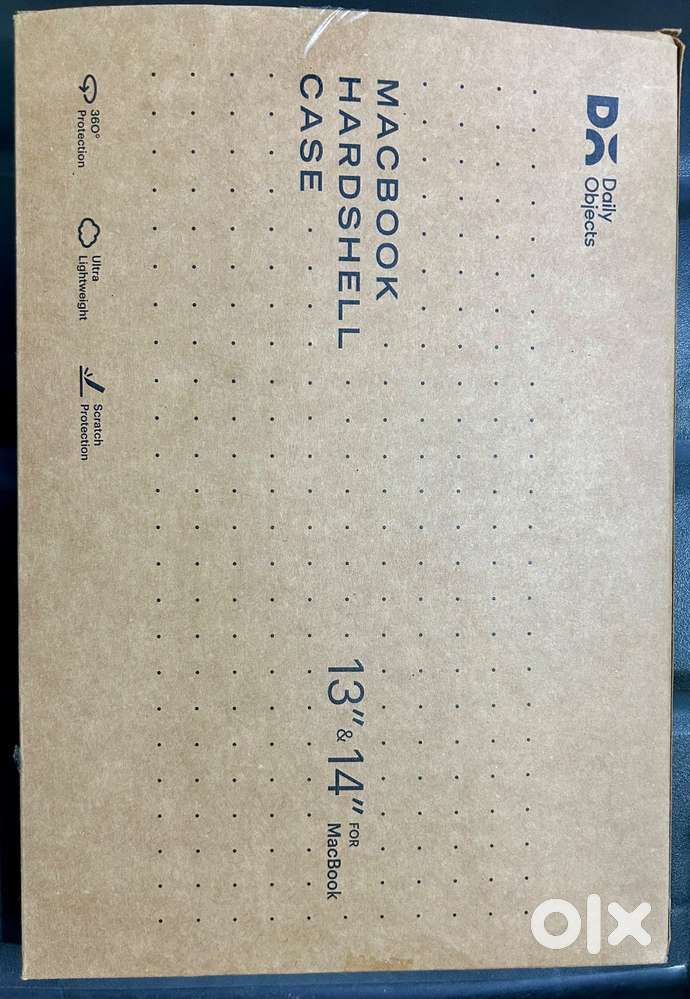 Daily
Objects
MACBOOK
HARDSHELL
CASE
13” & 14” FOR
MacBook
360°
Protection
Ultra
Lightweight
Scratch
Protection
olx